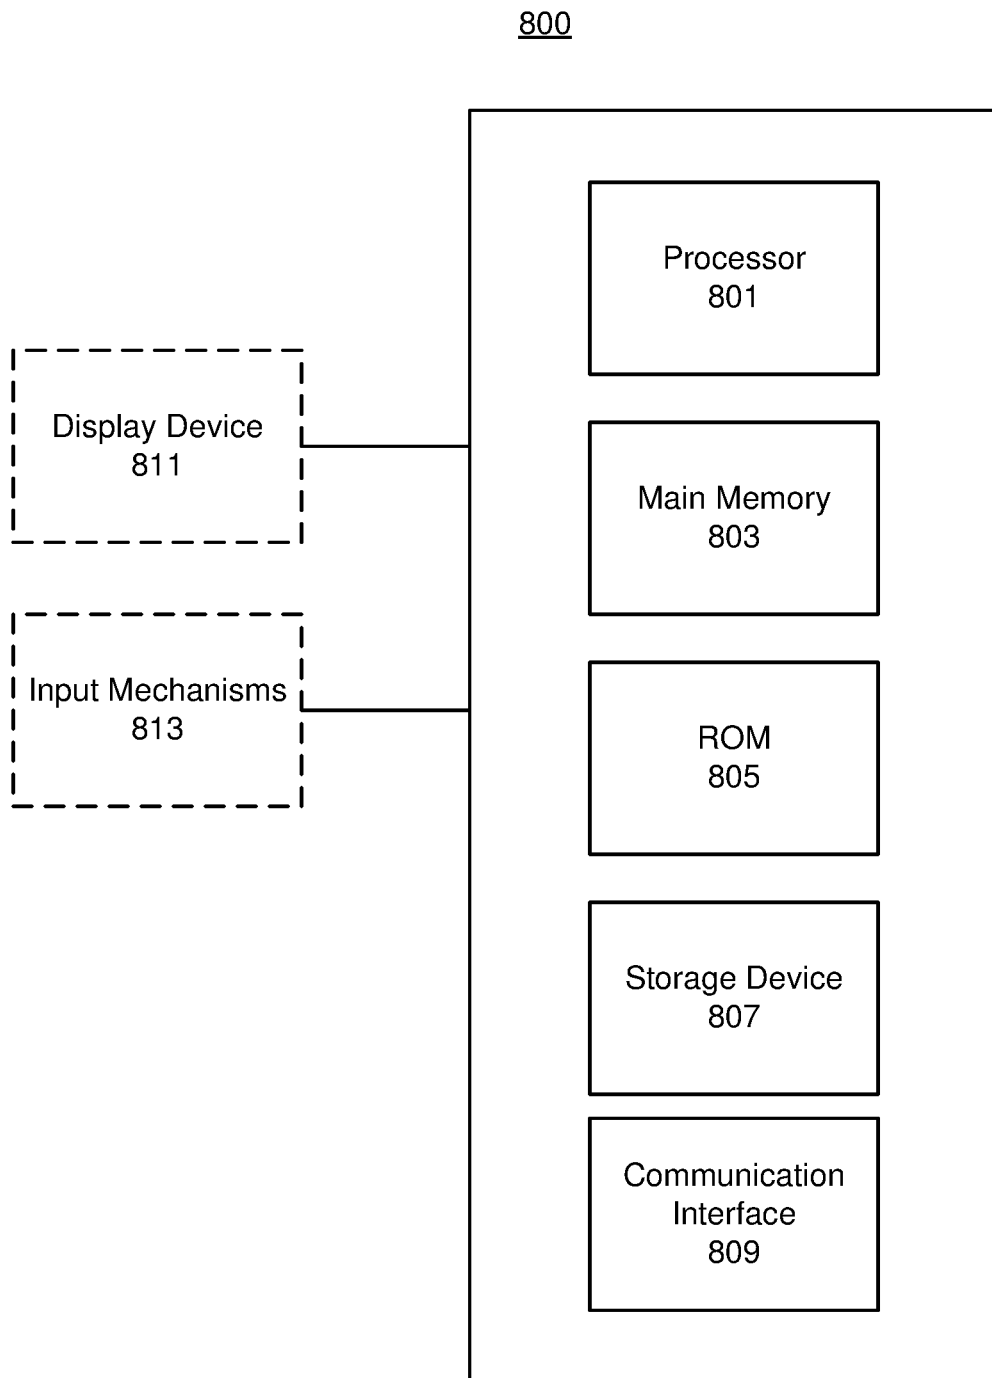 800
Processor
801
Display Device
811
Main Memory
803
Input Mechanisms
813
ROM
805
Storage Device
807
Communication
Interface
809